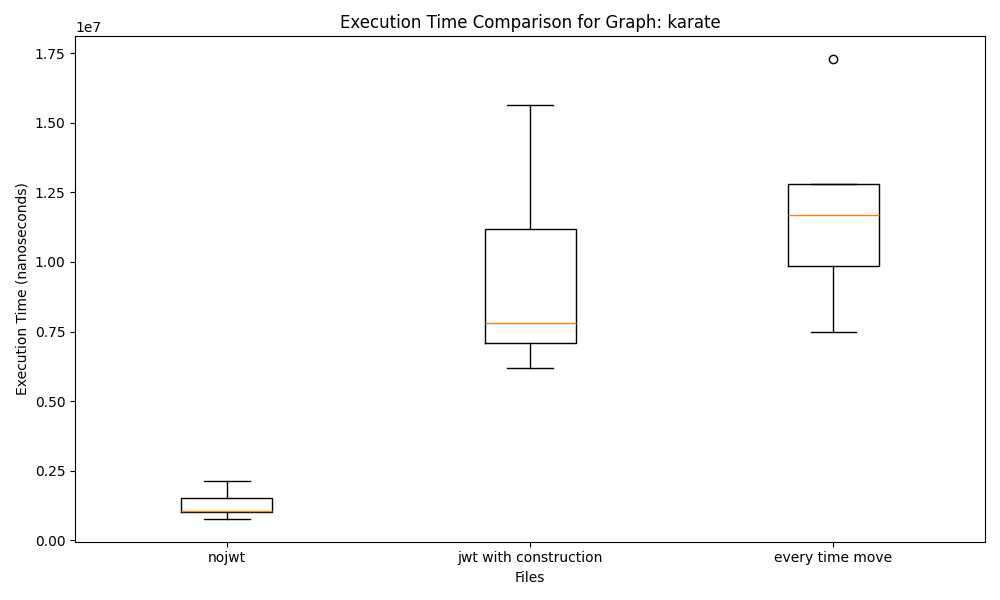 Execution Time Comparison for Graph: karate
1e7
1.75
1.50
1.25
1.00
0.75
0.50
0.25
0.00
Execution Time (nanoseconds)
nojwt
jwt with construction
every time move
Files